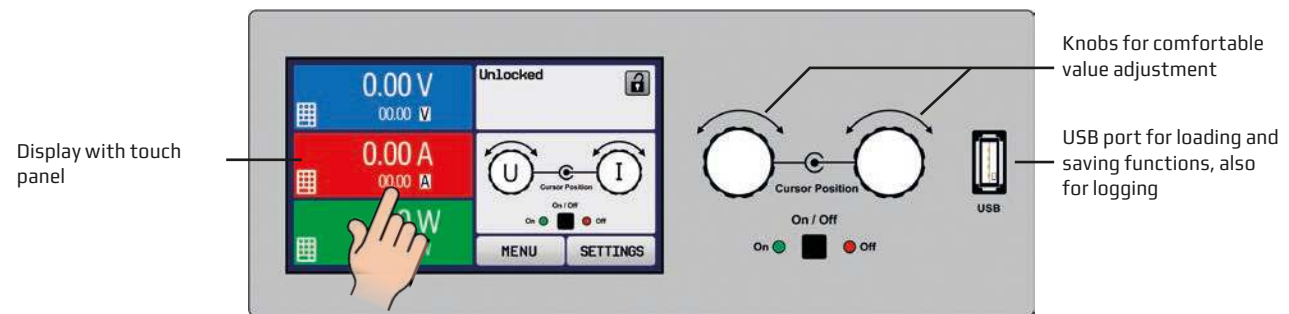 Display with touch
panel
0.00 V
00.00 V
0.00 A
00.00 A
W
Unlocked
U
I
Cursor Position
On / Off
On
Off
MENU
SETTINGS
Cursor Position
On / Off
On
Off
USB
Knobs for comfortable
value adjustment
USB port for loading and
saving functions, also
for logging